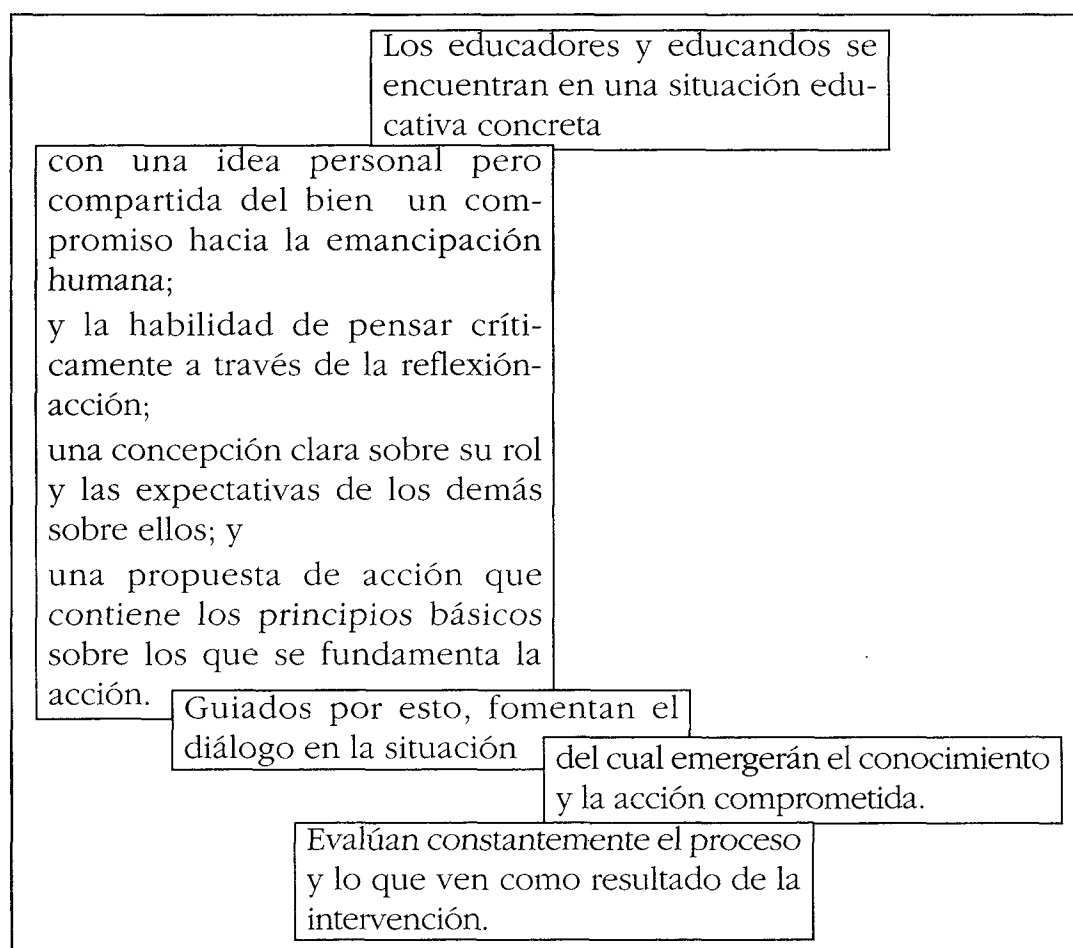 Los educadores y educandos se
encuentran en una situación edu-
cativa concreta
con una idea personal pero
compartida del bien un com-
promiso hacia la emancipación
humana;
y la habilidad de pensar críti-
camente a través de la reflexión-
acción;
una concepción clara sobre su rol
y las expectativas de los demás
sobre ellos; y
una propuesta de acción que
contiene los principios básicos
sobre los que se fundamenta la
acción.
Guiados por esto, fomentan el
diálogo en la situación
del cual emergerán el conocimiento
y la acción comprometida.
Evalúan constantemente el proceso
y lo que ven como resultado de la
intervención.